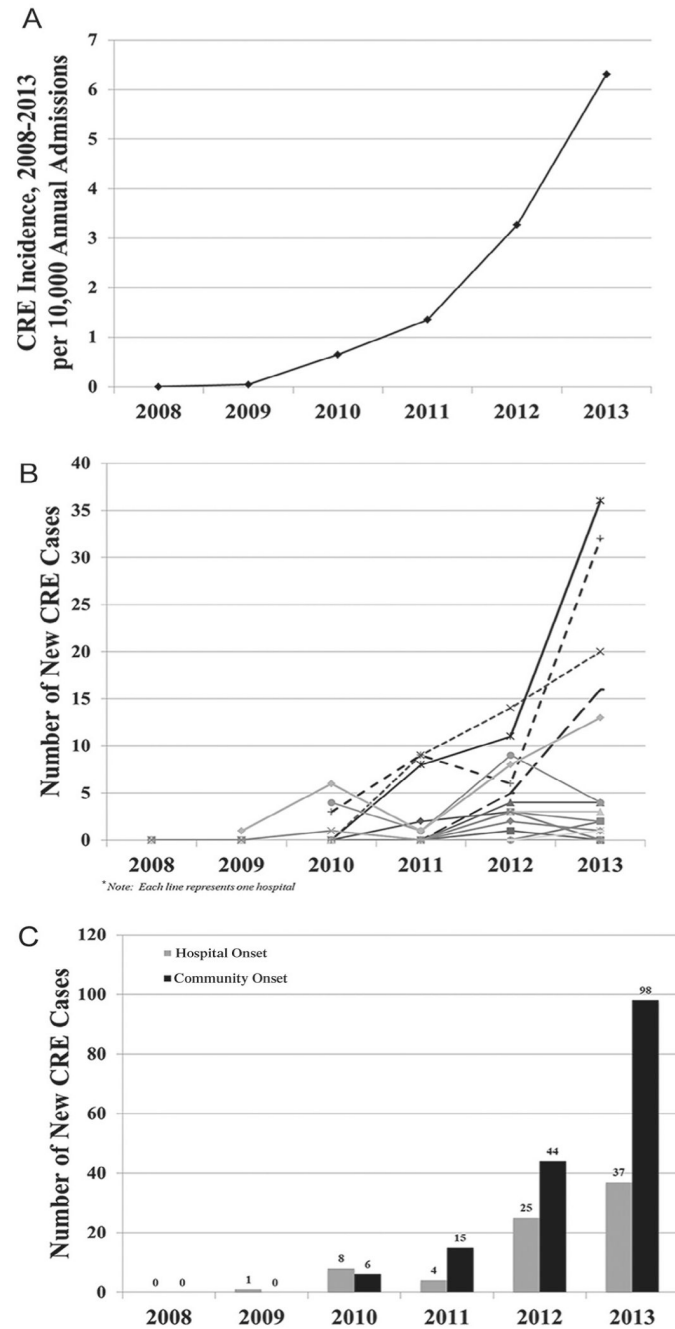 A
CRE Incidence, 2008-2013
per 10,000 Annual Admissions
7
6
5
4
3
2
1
0
2008 2009 2010 2011 2012 2013
B
Number of New CRE Cases
40
35
30
25
20
15
10
5
0
2008 2009 2010 2011 2012 2013
* Note: Each line represents one hospital
C
Number of New CRE Cases
120
100
80
60
40
20
0
Hospital Onset
Community Onset
0 0 1 0 8 6 4 15 25 44 37 98
2008 2009 2010 2011 2012 2013